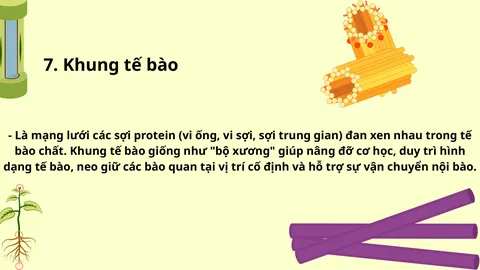 7. Khung tế bào
- Là mạng lưới các sợi protein (vi ống, vi sợi, sợi trung gian) đan xen nhau trong tế
bào chất. Khung tế bào giống như "bộ xương" giúp nâng đỡ cơ học, duy trì hình
dạng tế bào, neo giữ các bào quan tại vị trí cố định và hỗ trợ sự vận chuyển nội bào.